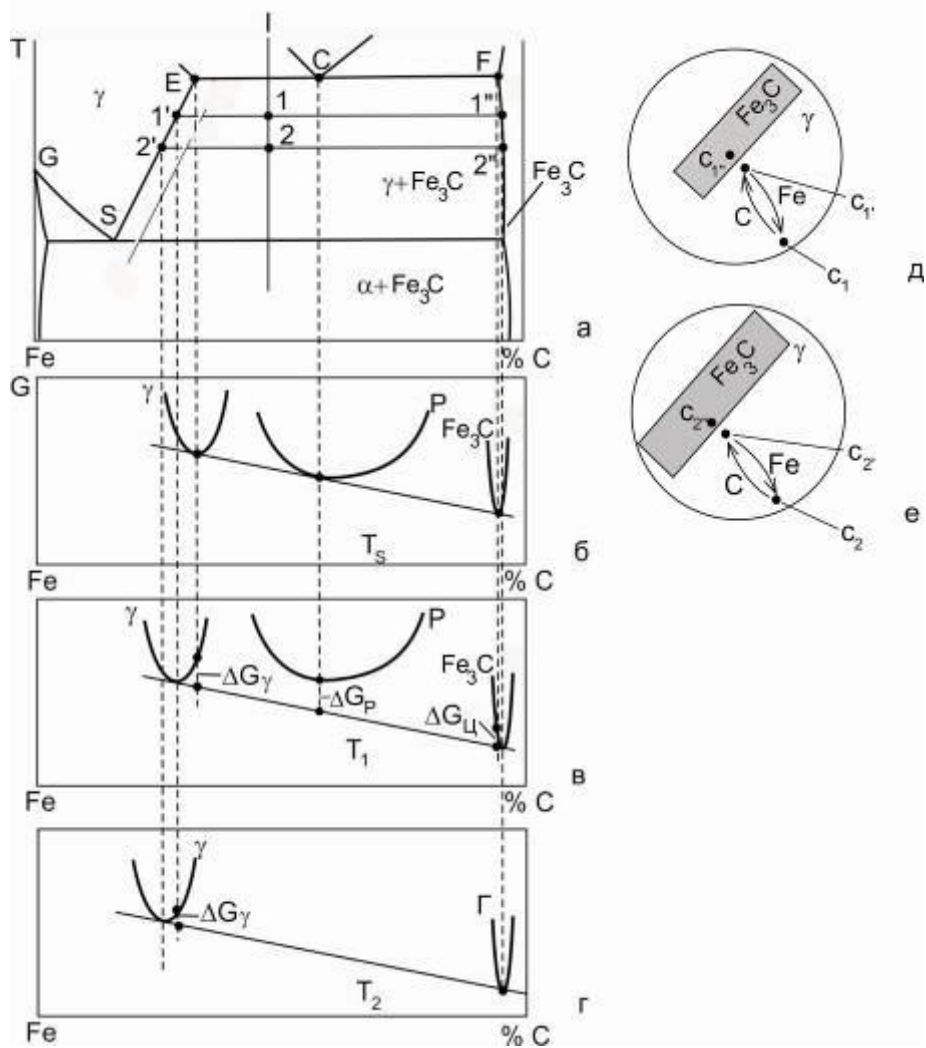 I
T
C
F
E
γ
1'
1
1"
2'
2
2"
G
γ+Fe₃C
Fe₃C
S
α+Fe₃C
а
Fe
% C
G
γ
P
Fe₃C
Tₛ
б
Fe
% C
γ
P
Fe₃C
ΔGγ
ΔGₚ
ΔG_Ц
T₁
в
Fe
% C
γ
ΔGγ
Г
T₂
г
Fe
% C
Fe₃C
γ
c₁"
Fe
C
c₁'
c₁
д
Fe₃C
γ
c₂"
Fe
C
c₂'
c₂
е